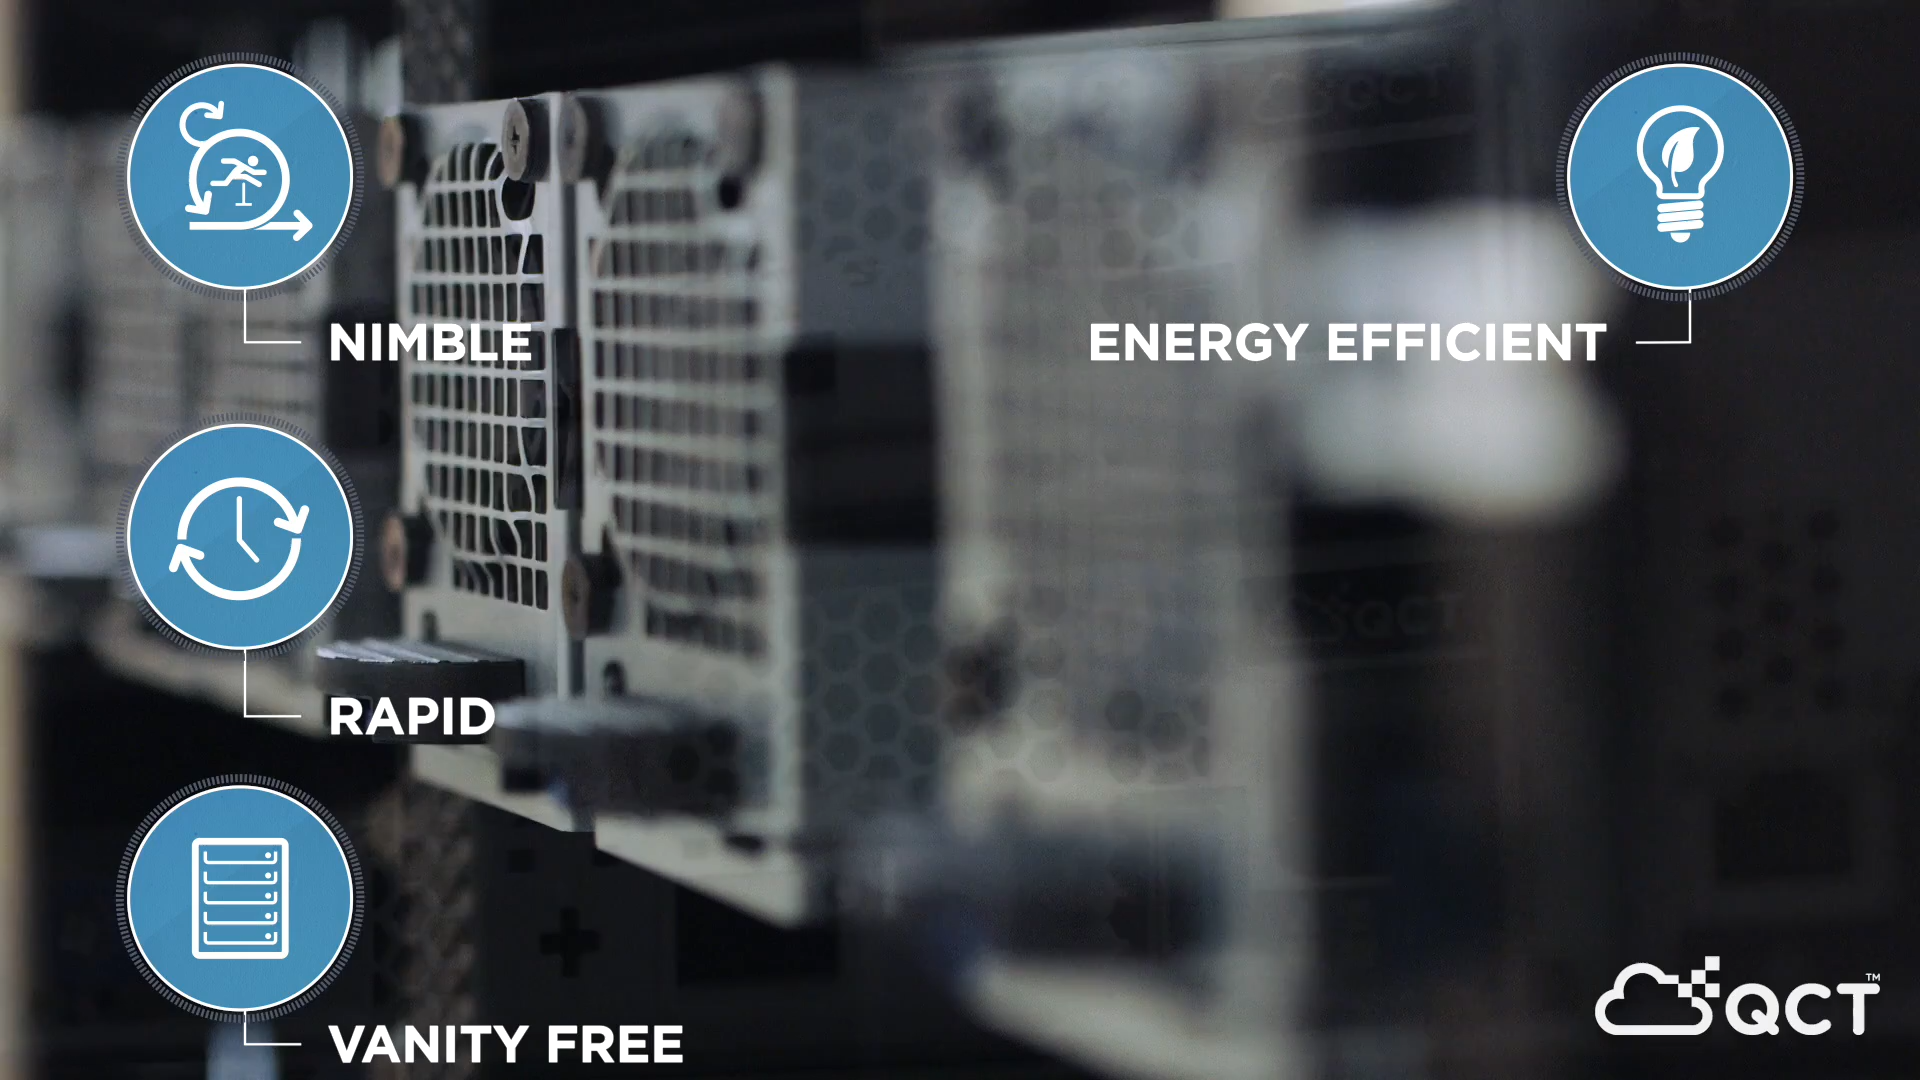 NIMBLE
ENERGY EFFICIENT
RAPID
VANITY FREE
QCT™